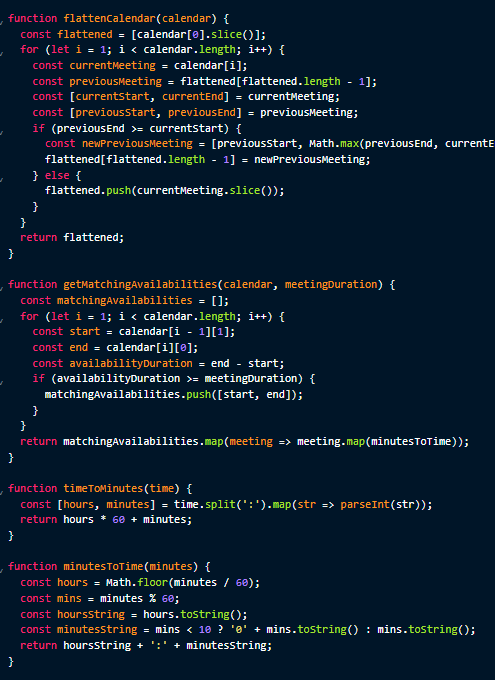 function flattenCalendar(calendar) {
const flattened = [calendar[0].slice()];
for (let i = 1; i < calendar.length; i++) {
const currentMeeting = calendar[i];
const previousMeeting = flattened[flattened.length - 1];
const [currentStart, currentEnd] = currentMeeting;
const [previousStart, previousEnd] = previousMeeting;
if (previousEnd >= currentStart) {
const newPreviousMeeting = [previousStart, Math.max(previousEnd, currentE
flattened[flattened.length - 1] = newPreviousMeeting;
} else {
flattened.push(currentMeeting.slice());
}
}
return flattened;
}
function getMatchingAvailabilities(calendar, meetingDuration) {
const matchingAvailabilities = [];
for (let i = 1; i < calendar.length; i++) {
const start = calendar[i - 1][1];
const end = calendar[i][0];
const availabilityDuration = end - start;
if (availabilityDuration >= meetingDuration) {
matchingAvailabilities.push([start, end]);
}
}
return matchingAvailabilities.map(meeting => meeting.map(minutesToTime));
}
function timeToMinutes(time) {
const [hours, minutes] = time.split(':').map(str => parseInt(str));
return hours * 60 + minutes;
}
function minutesToTime(minutes) {
const hours = Math.floor(minutes / 60);
const mins = minutes % 60;
const hoursString = hours.toString();
const minutesString = mins < 10 ? '0' + mins.toString() : mins.toString();
return hoursString + ':' + minutesString;
}